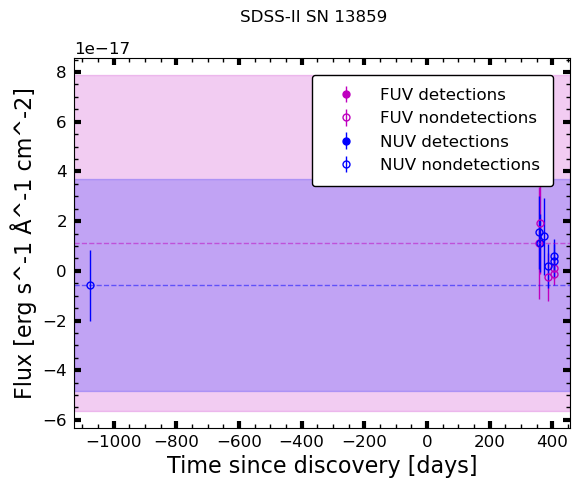 SDSS-II SN 13859
1e−17
8
6
4
2
0
−2
−4
−6
Flux [erg s^-1 Å^-1 cm^-2]
FUV detections
FUV nondetections
NUV detections
NUV nondetections
−1000 −800 −600 −400 −200 0 200 400
Time since discovery [days]